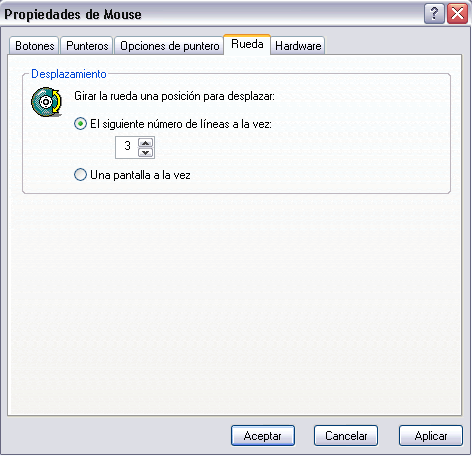 Propiedades de Mouse
Botones Punteros Opciones de puntero Rueda Hardware
Desplazamiento
Girar la rueda una posición para desplazar:
El siguiente número de líneas a la vez:
3
Una pantalla a la vez
Aceptar Cancelar Aplicar